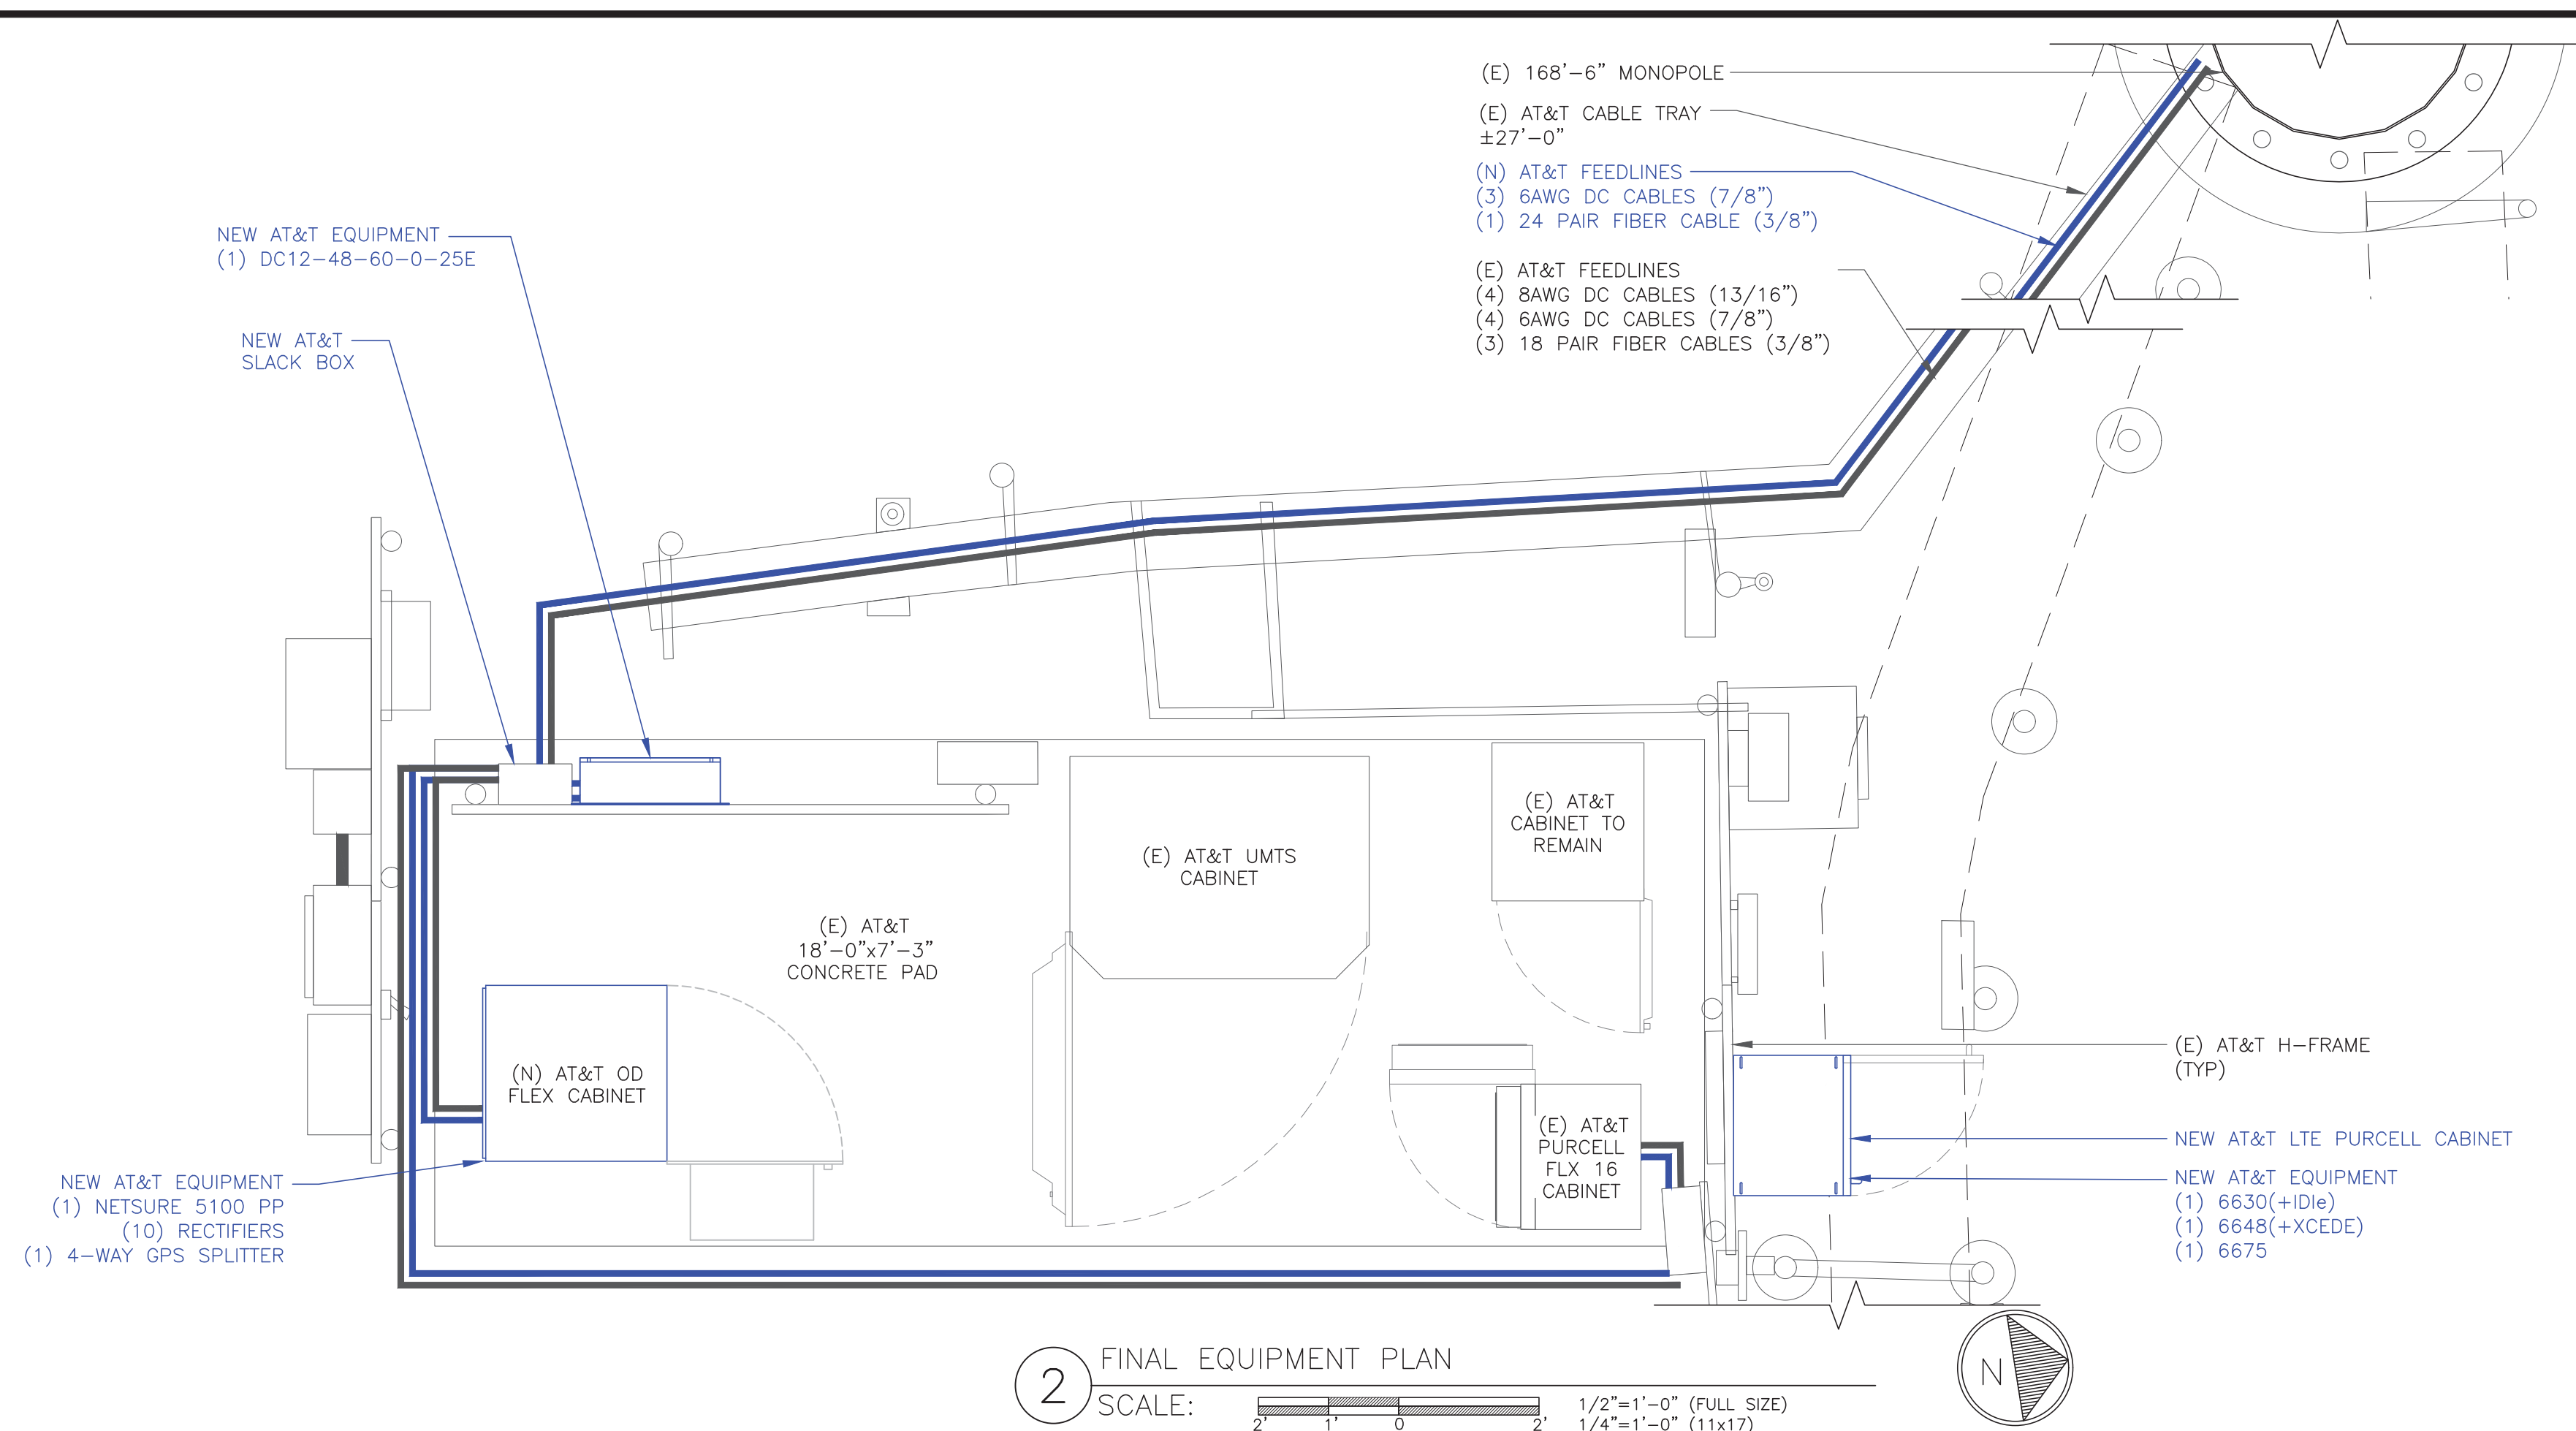 (E) 168'-6" MONOPOLE
(E) AT&T CABLE TRAY
±27'-0"
(N) AT&T FEEDLINES
(3) 6AWG DC CABLES (7/8")
(1) 24 PAIR FIBER CABLE (3/8")
(E) AT&T FEEDLINES
(4) 8AWG DC CABLES (13/16")
(4) 6AWG DC CABLES (7/8")
(3) 18 PAIR FIBER CABLES (3/8")
NEW AT&T EQUIPMENT
(1) DC12-48-60-0-25E
NEW AT&T
SLACK BOX
(E) AT&T
CABINET TO
REMAIN
(E) AT&T UMTS
CABINET
(E) AT&T
18'-0"x7'-3"
CONCRETE PAD
(N) AT&T OD
FLEX CABINET
(E) AT&T
PURCELL
FLX 16
CABINET
(E) AT&T H-FRAME
(TYP)
NEW AT&T LTE PURCELL CABINET
NEW AT&T EQUIPMENT
(1) 6630(+IDIe)
(1) 6648(+XCEDE)
(1) 6675
NEW AT&T EQUIPMENT
(1) NETSURE 5100 PP
(10) RECTIFIERS
(1) 4-WAY GPS SPLITTER
2
FINAL EQUIPMENT PLAN
SCALE:
2' 1' 0 2'
1/2"=1'-0" (FULL SIZE)
1/4"=1'-0" (11x17)
N